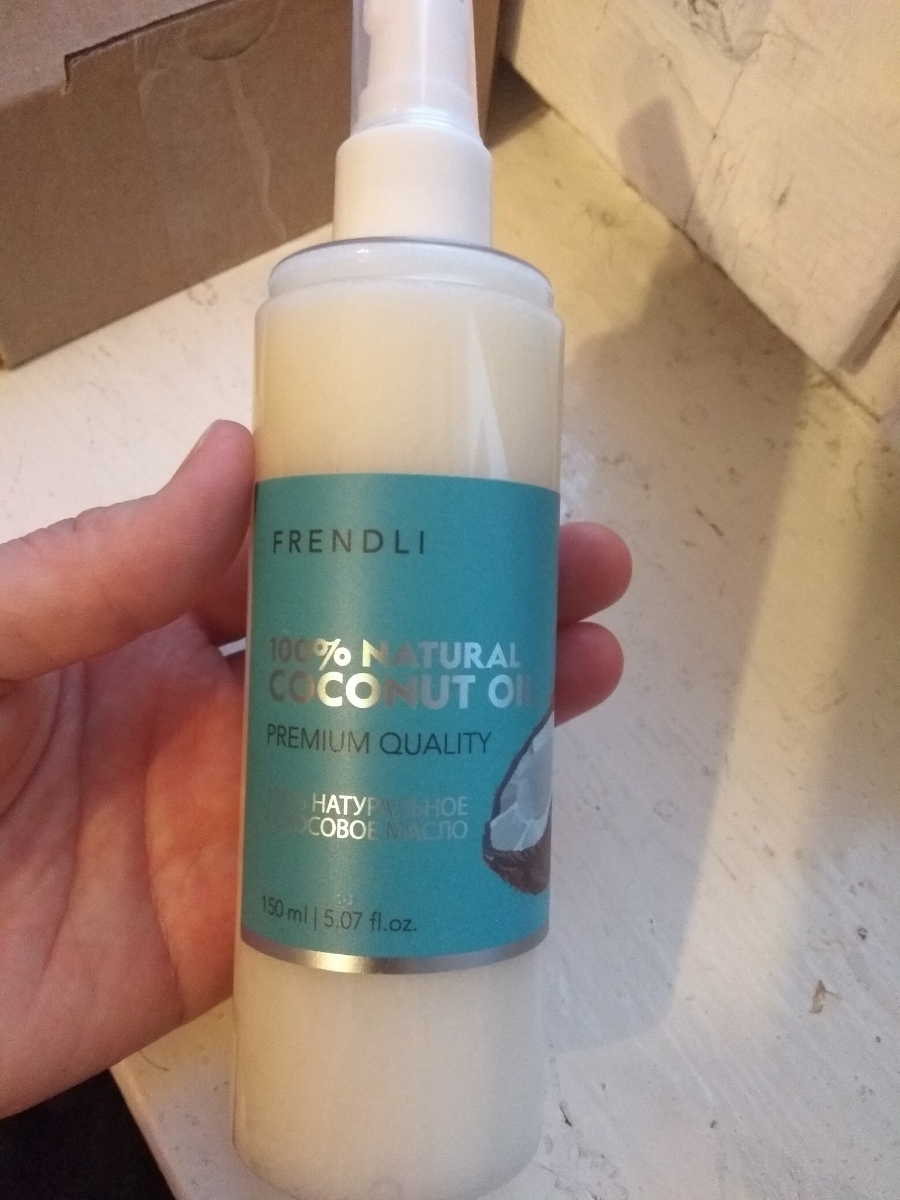 FRENDLI
100% NATURAL
COCONUT OIL
PREMIUM QUALITY
НАТУРАЛЬНОЕ
МАСЛО
150 ml | 5.07 fl.oz.